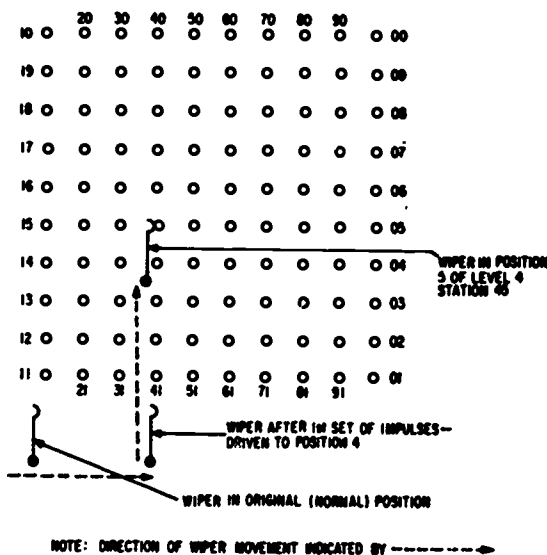 20 30 40 50 60 70 80 90
10 00
19 09
18 08
17 07
16 06
15 05
14 04
WIPER IN POSITION
5 OF LEVEL 4
STATION 45
13 03
12 02
11 01
21 31 41 51 61 71 81 91
WIPER AFTER 1st SET OF IMPULSES—
DRIVEN TO POSITION 4
WIPER IN ORIGINAL (NORMAL) POSITION
NOTE: DIRECTION OF WIPER MOVEMENT INDICATED BY